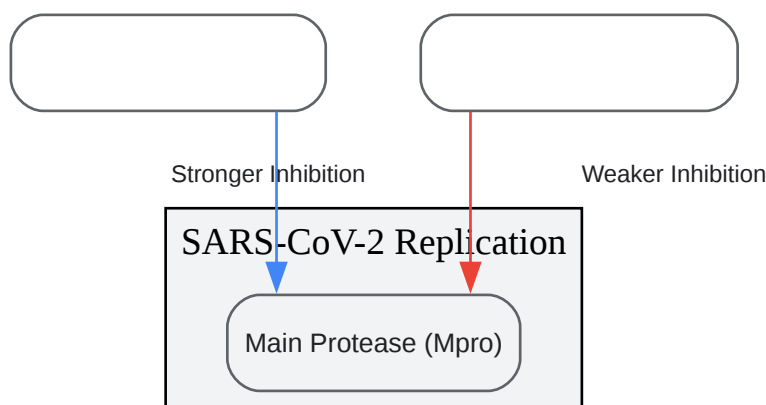 Stronger Inhibition
Weaker Inhibition
SARS-CoV-2 Replication
Main Protease (Mpro)